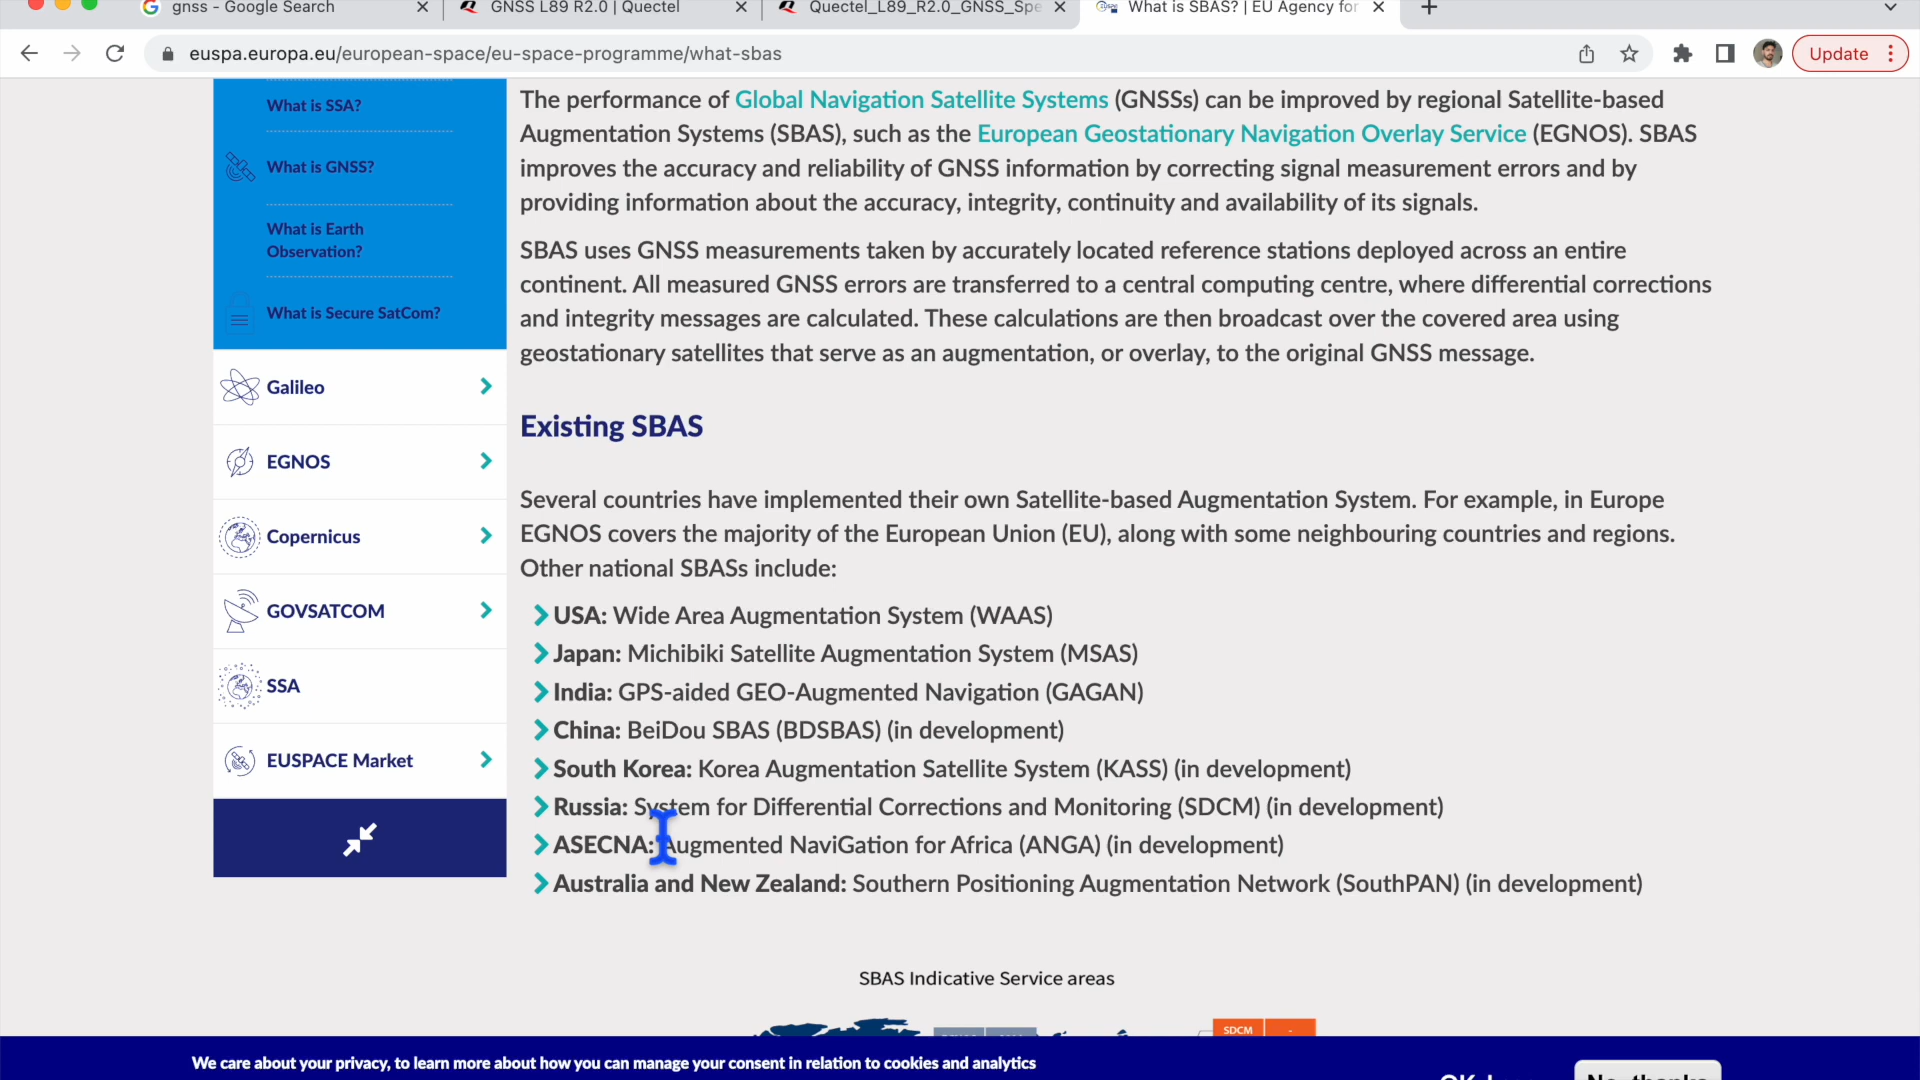 gnss - Google Search
GNSS L89 R2.0 | Quectel
Quectel_L89_R2.0_GNSS_Spe
What is SBAS? | EU Agency for
euspa.europa.eu/european-space/eu-space-programme/what-sbas
Update
What is SSA?
What is GNSS?
What is Earth
Observation?
What is Secure SatCom?
Galileo
EGNOS
Copernicus
GOVSATCOM
SSA
EUSPACE Market
The performance of Global Navigation Satellite Systems (GNSSs) can be improved by regional Satellite-based
Augmentation Systems (SBAS), such as the European Geostationary Navigation Overlay Service (EGNOS). SBAS
improves the accuracy and reliability of GNSS information by correcting signal measurement errors and by
providing information about the accuracy, integrity, continuity and availability of its signals.
SBAS uses GNSS measurements taken by accurately located reference stations deployed across an entire
continent. All measured GNSS errors are transferred to a central computing centre, where differential corrections
and integrity messages are calculated. These calculations are then broadcast over the covered area using
geostationary satellites that serve as an augmentation, or overlay, to the original GNSS message.
Existing SBAS
Several countries have implemented their own Satellite-based Augmentation System. For example, in Europe
EGNOS covers the majority of the European Union (EU), along with some neighbouring countries and regions.
Other national SBASs include:
USA: Wide Area Augmentation System (WAAS)
Japan: Michibiki Satellite Augmentation System (MSAS)
India: GPS-aided GEO-Augmented Navigation (GAGAN)
China: BeiDou SBAS (BDSBAS) (in development)
South Korea: Korea Augmentation Satellite System (KASS) (in development)
Russia: System for Differential Corrections and Monitoring (SDCM) (in development)
ASECNA: Augmented NaviGation for Africa (ANGA) (in development)
Australia and New Zealand: Southern Positioning Augmentation Network (SouthPAN) (in development)
SBAS Indicative Service areas
SDCM -
We care about your privacy, to learn more about how you can manage your consent in relation to cookies and analytics
No, thanks